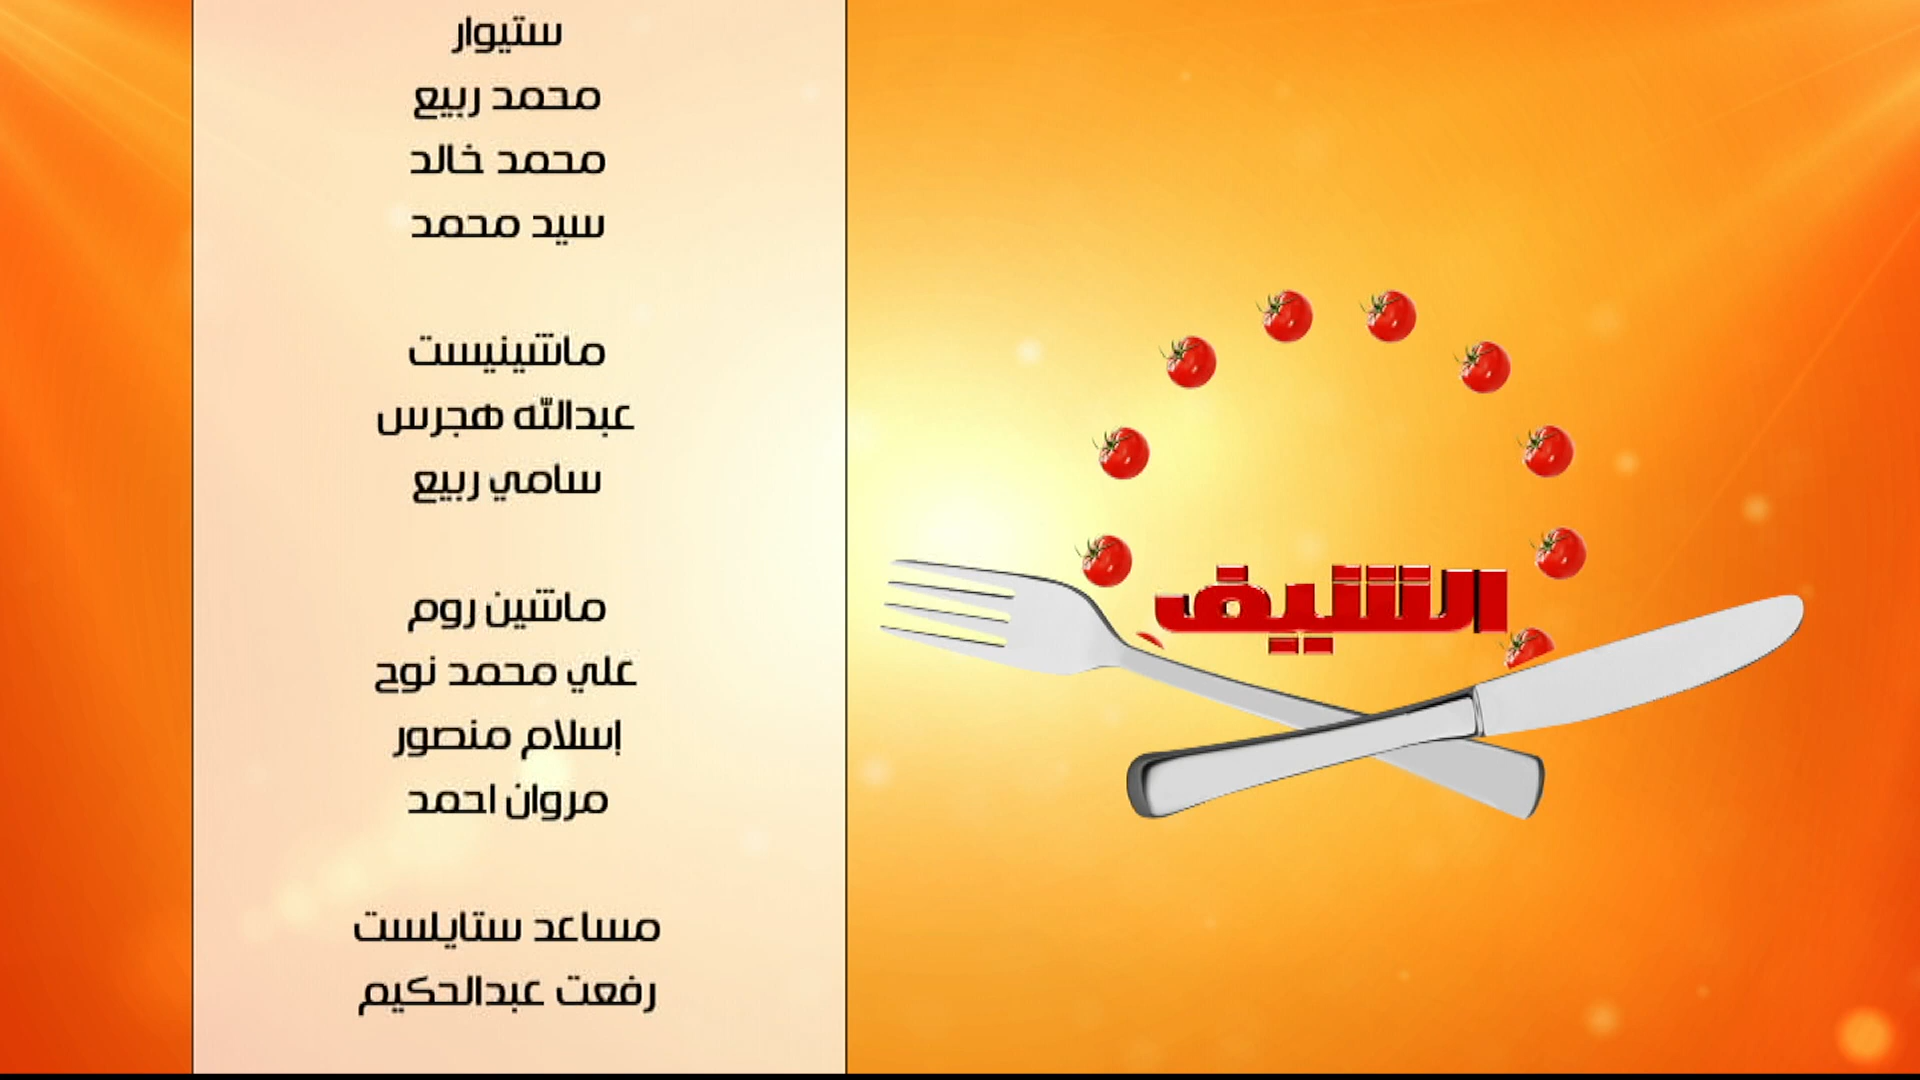 ستيوار
محمد ربيع
محمد خالد
سيد محمد
ماشينيست
عبدالله هجرس
سامي ربيع
ماشين روم
علي محمد نوح
إسلام منصور
مروان احمد
مساعد ستايلست
رفعت عبدالحكيم
الشيف